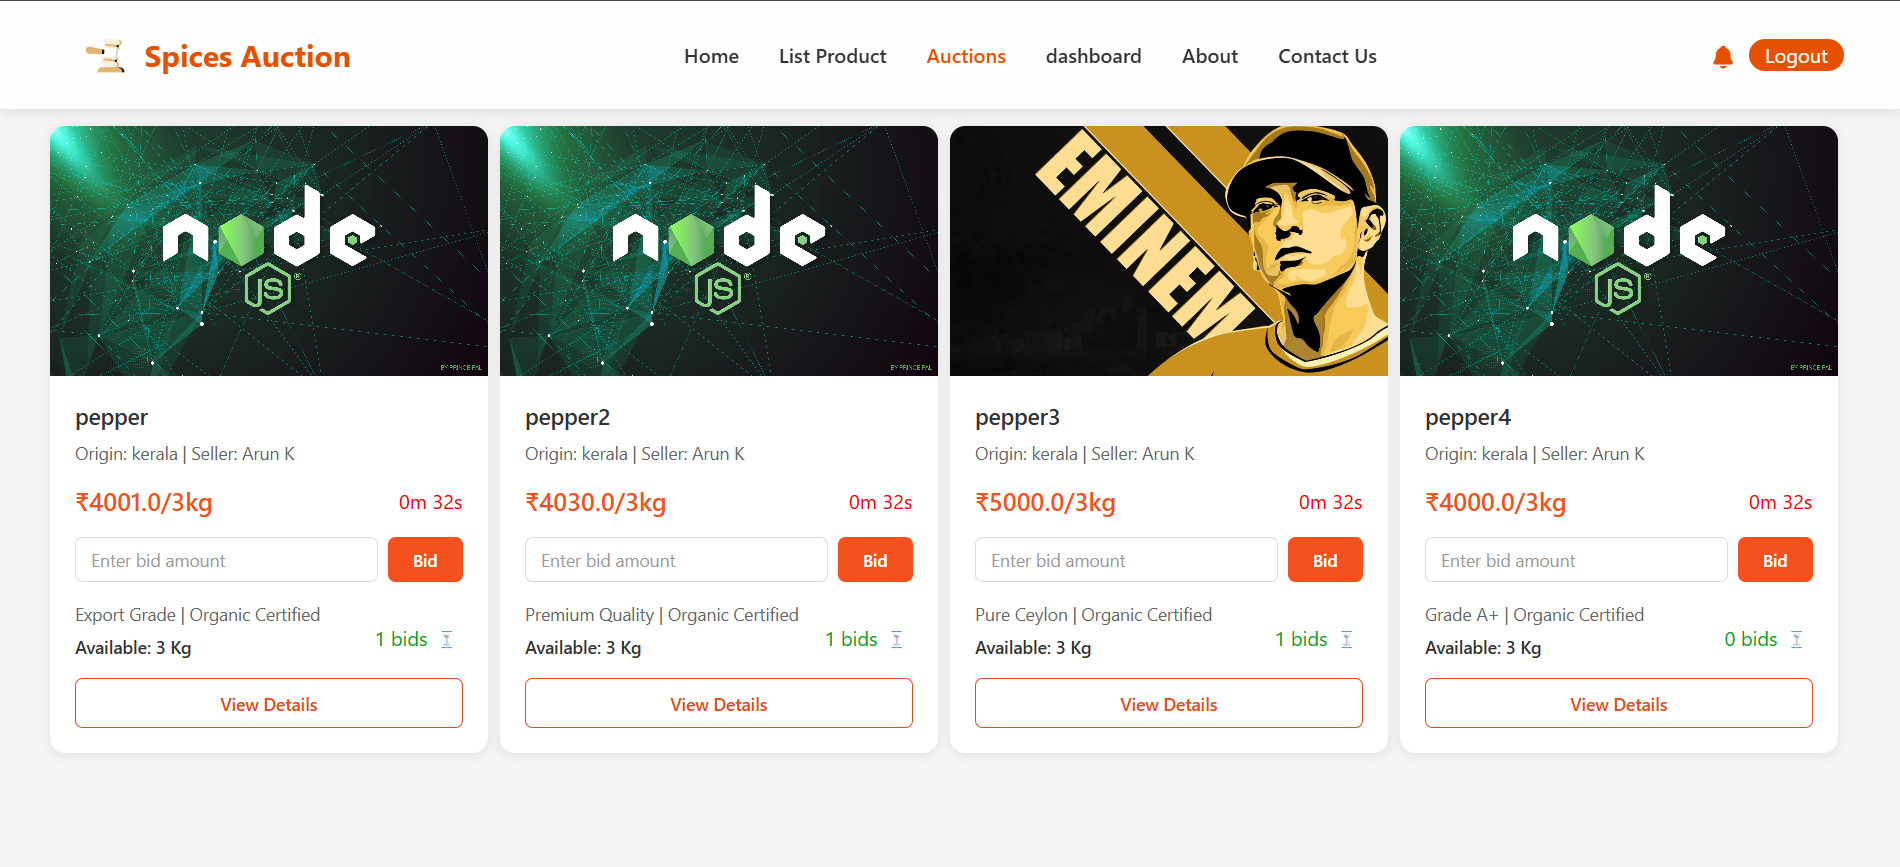 Spices Auction
Home List Product Auctions dashboard About Contact Us
Logout
node
JS
BY PRINCE PAL
pepper
Origin: kerala | Seller: Arun K
₹4001.0/3kg 0m 32s
Enter bid amount Bid
Export Grade | Organic Certified
Available: 3 Kg
1 bids
View Details
node
JS
BY PRINCE PAL
pepper2
Origin: kerala | Seller: Arun K
₹4030.0/3kg 0m 32s
Enter bid amount Bid
Premium Quality | Organic Certified
Available: 3 Kg
1 bids
View Details
EMINEM
pepper3
Origin: kerala | Seller: Arun K
₹5000.0/3kg 0m 32s
Enter bid amount Bid
Pure Ceylon | Organic Certified
Available: 3 Kg
1 bids
View Details
node
JS
BY PRINCE PAL
pepper4
Origin: kerala | Seller: Arun K
₹4000.0/3kg 0m 32s
Enter bid amount Bid
Grade A+ | Organic Certified
Available: 3 Kg
0 bids
View Details